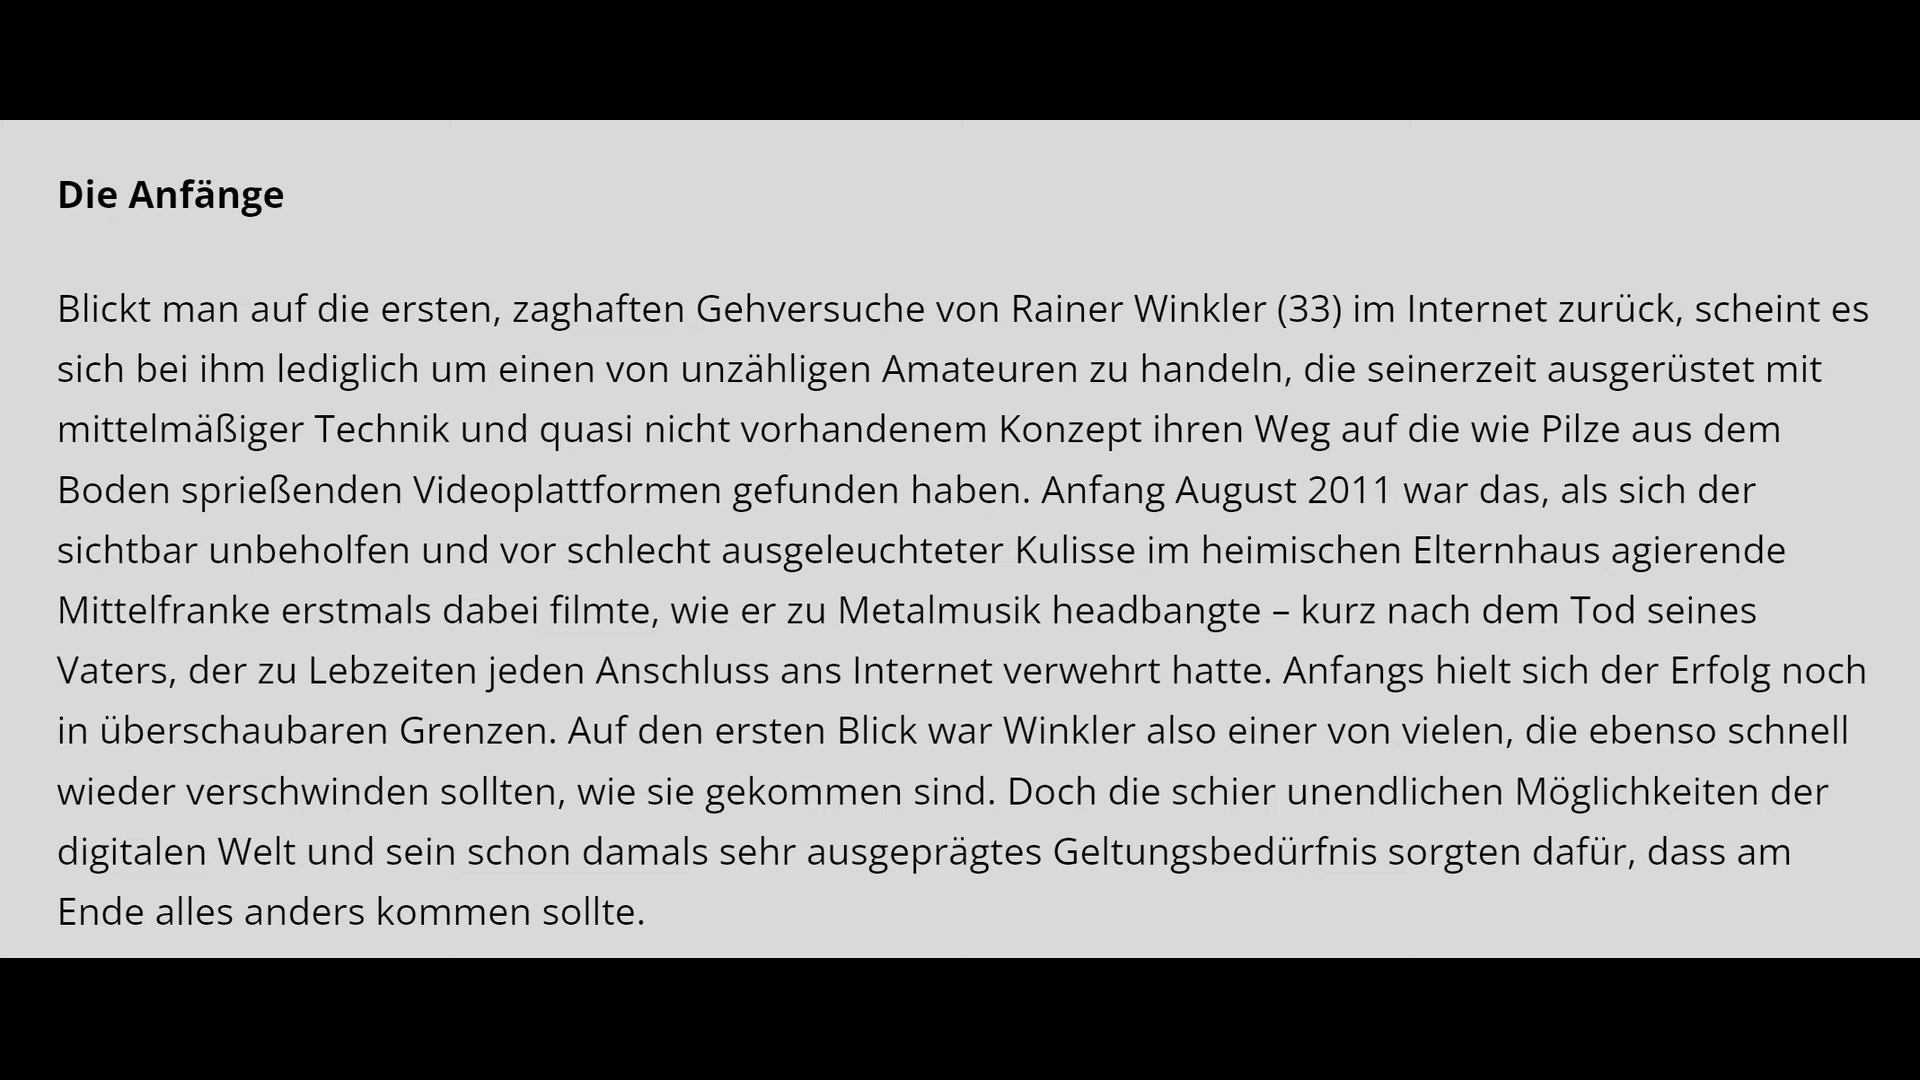 Die Anfänge
Blickt man auf die ersten, zaghaften Gehversuche von Rainer Winkler (33) im Internet zurück, scheint es
sich bei ihm lediglich um einen von unzähligen Amateuren zu handeln, die seinerzeit ausgerüstet mit
mittelmäßiger Technik und quasi nicht vorhandenem Konzept ihren Weg auf die wie Pilze aus dem
Boden sprießenden Videoplattformen gefunden haben. Anfang August 2011 war das, als sich der
sichtbar unbeholfen und vor schlecht ausgeleuchteter Kulisse im heimischen Elternhaus agierende
Mittelfranke erstmals dabei filmte, wie er zu Metalmusik headbangte – kurz nach dem Tod seines
Vaters, der zu Lebzeiten jeden Anschluss ans Internet verwehrt hatte. Anfangs hielt sich der Erfolg noch
in überschaubaren Grenzen. Auf den ersten Blick war Winkler also einer von vielen, die ebenso schnell
wieder verschwinden sollten, wie sie gekommen sind. Doch die schier unendlichen Möglichkeiten der
digitalen Welt und sein schon damals sehr ausgeprägtes Geltungsbedürfnis sorgten dafür, dass am
Ende alles anders kommen sollte.